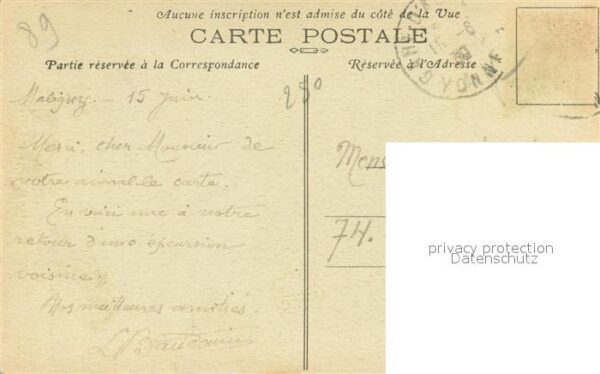 89
Aucune inscription n'est admise du côté de la Vue
CARTE POSTALE
Partie réservée à la Correspondance
Réservée à l'Adresse
250
15 Juin.
Merci, cher Monsieur de
votre aimable carte.
En voici une à notre
retour d'une excursion
voisine.
Nos meilleures amitiés.
L Baudouin
Mons
74.
privacy protection
Datenschutz